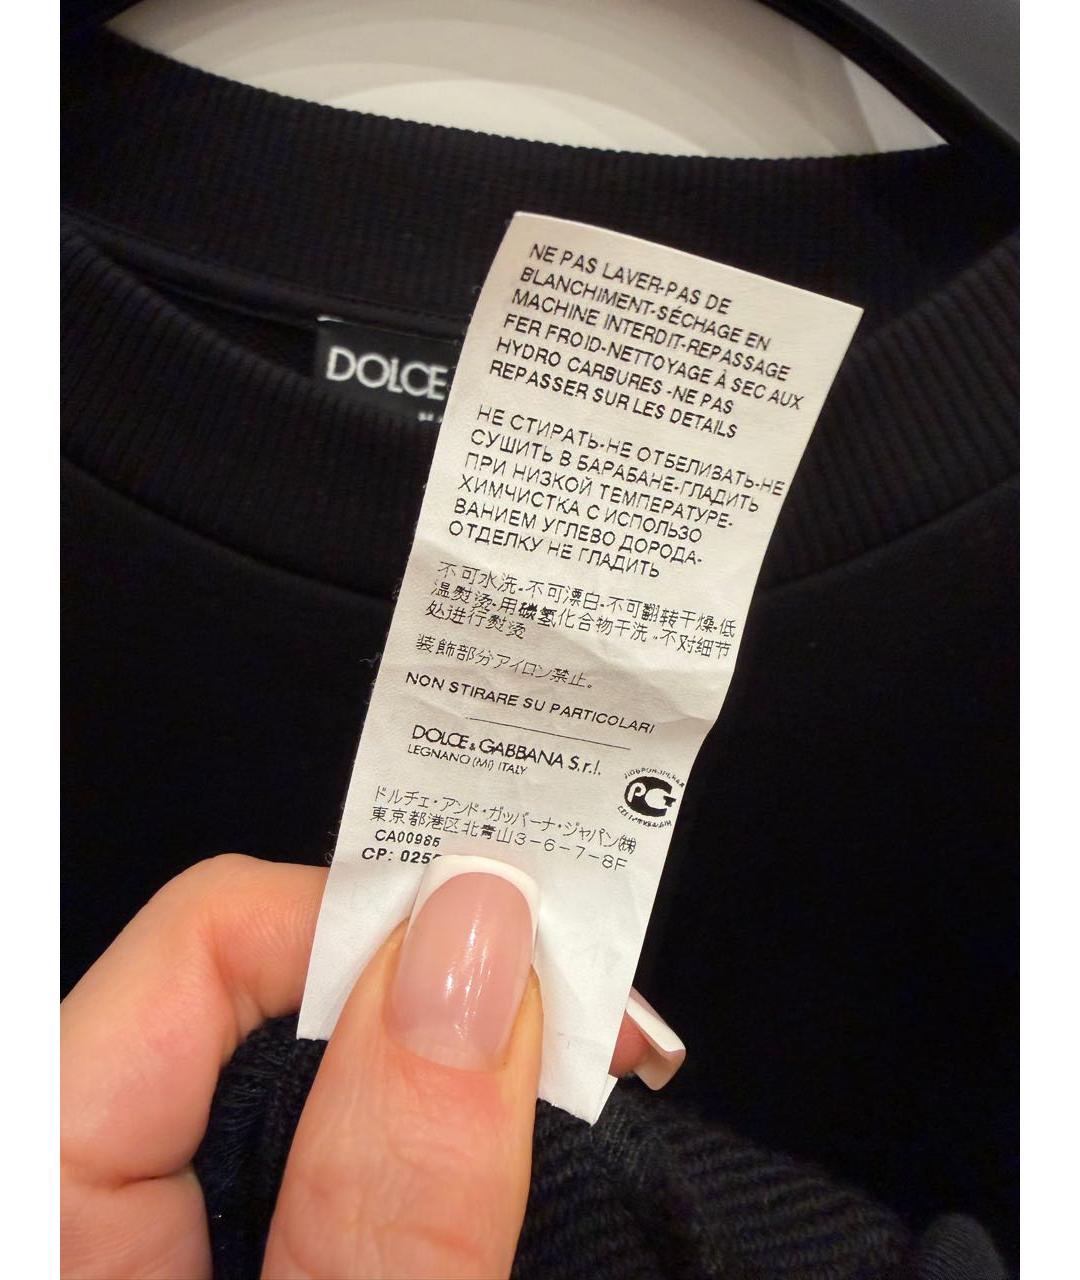 DOLCE
NE PAS LAVER-PAS DE
BLANCHIMENT-SÉCHAGE EN
MACHINE INTERDIT-REPASSAGE
FER FROID-NETTOYAGE À SEC AUX
HYDRO CARBURES -NE PAS
REPASSER SUR LES DETAILS
НЕ СТИРАТЬ-НЕ ОТБЕЛИВАТЬ-НЕ
СУШИТЬ В БАРАБАНЕ-ГЛАДИТЬ
ПРИ НИЗКОЙ ТЕМПЕРАТУРЕ-
ХИМЧИСТКА С ИСПОЛЬЗО
ВАНИЕМ УГЛЕВО ДОРОДА-
ОТДЕЛКУ НЕ ГЛАДИТЬ
不可水洗-不可漂白-不可翻转干燥-低
温熨烫-用碳氢化合物干洗-不对细节
处进行熨烫
装飾部分アイロン禁止。
NON STIRARE SU PARTICOLARI
DOLCE & GABBANA S.r.l.
LEGNANO (MI) ITALY
РСТ
ドルチェ・アンド・ガッバーナ・ジャパン㈱
東京都港区北青山3-6-7-8F
CA00985
CP: 025